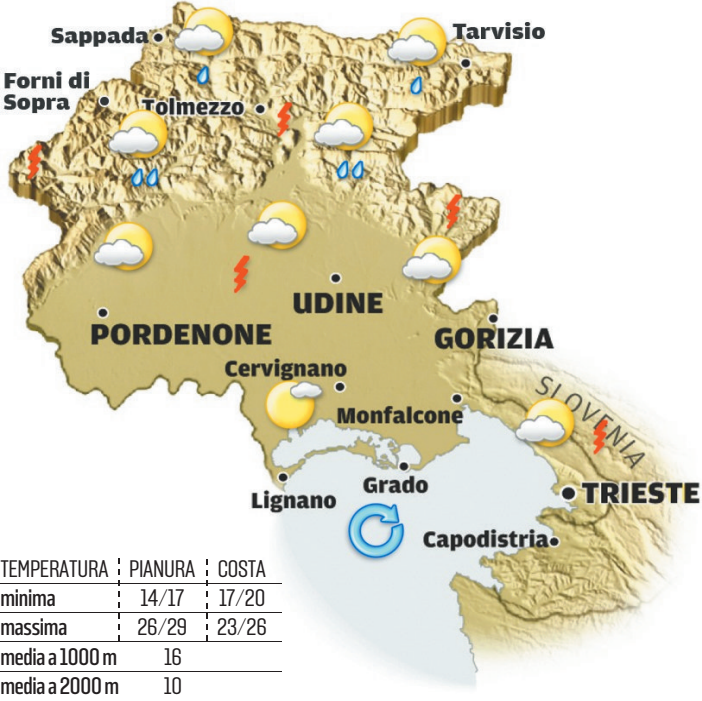 Sappada
Tarvisio
Forni di
Sopra
Tolmezzo
UDINE
PORDENONE
GORIZIA
Cervignano
SLOVENIA
Monfalcone
Grado
Lignano
TRIESTE
Capodistria
TEMPERATURA PIANURA COSTA
minima 14/17 17/20
massima 26/29 23/26
media a 1000 m 16
media a 2000 m 10